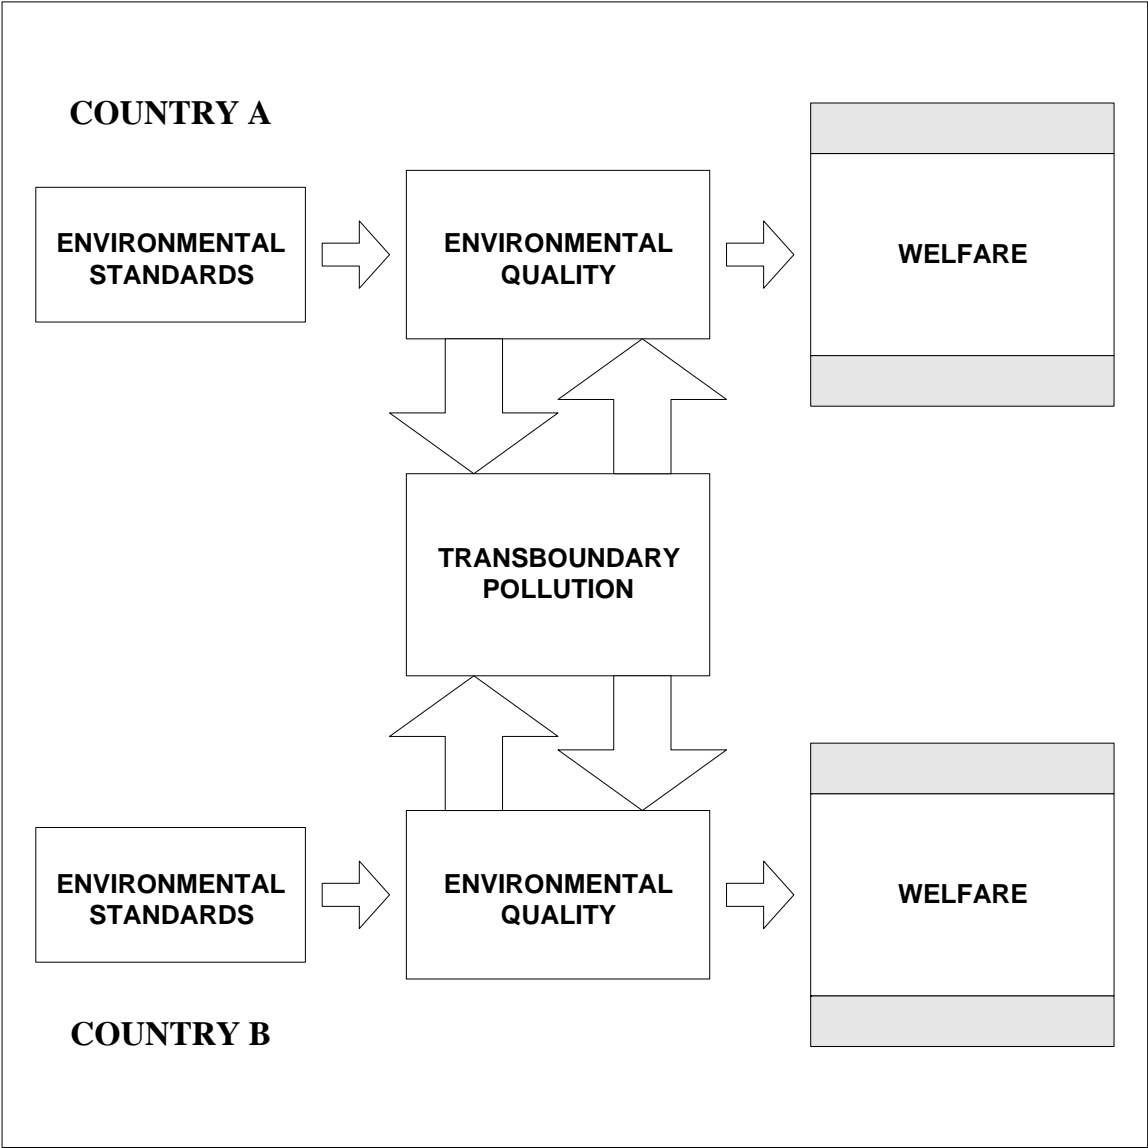 COUNTRY A
ENVIRONMENTAL
STANDARDS
ENVIRONMENTAL
QUALITY
WELFARE
TRANSBOUNDARY
POLLUTION
ENVIRONMENTAL
STANDARDS
ENVIRONMENTAL
QUALITY
WELFARE
COUNTRY B